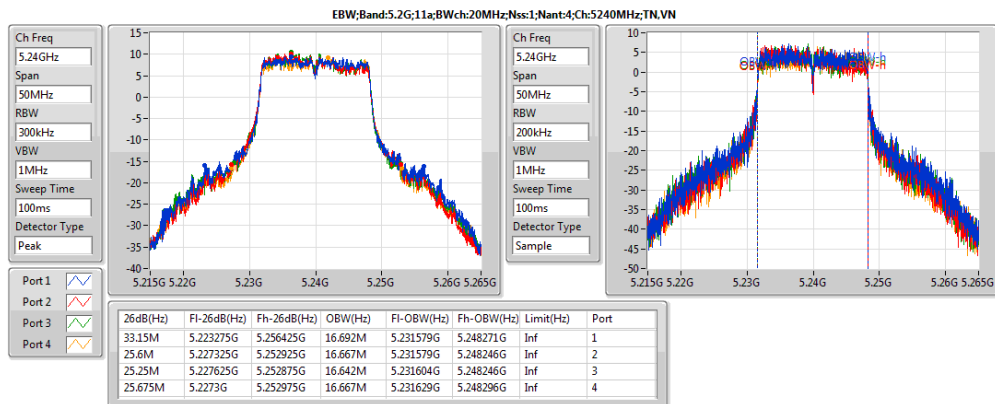 EBW;Band:5.2G;11a;BWch:20MHz;Nss:1;Nant:4;Ch:5240MHz;TN,VN
Ch Freq
5.24GHz
Span
50MHz
RBW
300kHz
VBW
1MHz
Sweep Time
100ms
Detector Type
Peak
15
10
5
0
-5
-10
-15
-20
-25
-30
-35
-40
5.215G 5.22G 5.23G 5.24G 5.25G 5.26G 5.265G
Ch Freq
5.24GHz
Span
50MHz
RBW
200kHz
VBW
1MHz
Sweep Time
100ms
Detector Type
Sample
10
5
0
-5
-10
-15
-20
-25
-30
-35
-40
-45
-50
5.215G 5.22G 5.23G 5.24G 5.25G 5.26G 5.265G
Port 1
Port 2
Port 3
Port 4
26dB(Hz) Fl-26dB(Hz) Fh-26dB(Hz) OBW(Hz) Fl-OBW(Hz) Fh-OBW(Hz) Limit(Hz) Port
33.15M 5.223275G 5.256425G 16.692M 5.231579G 5.248271G Inf 1
25.6M 5.227325G 5.252925G 16.667M 5.231579G 5.248246G Inf 2
25.25M 5.227625G 5.252875G 16.642M 5.231604G 5.248246G Inf 3
25.675M 5.2273G 5.252975G 16.667M 5.231629G 5.248296G Inf 4